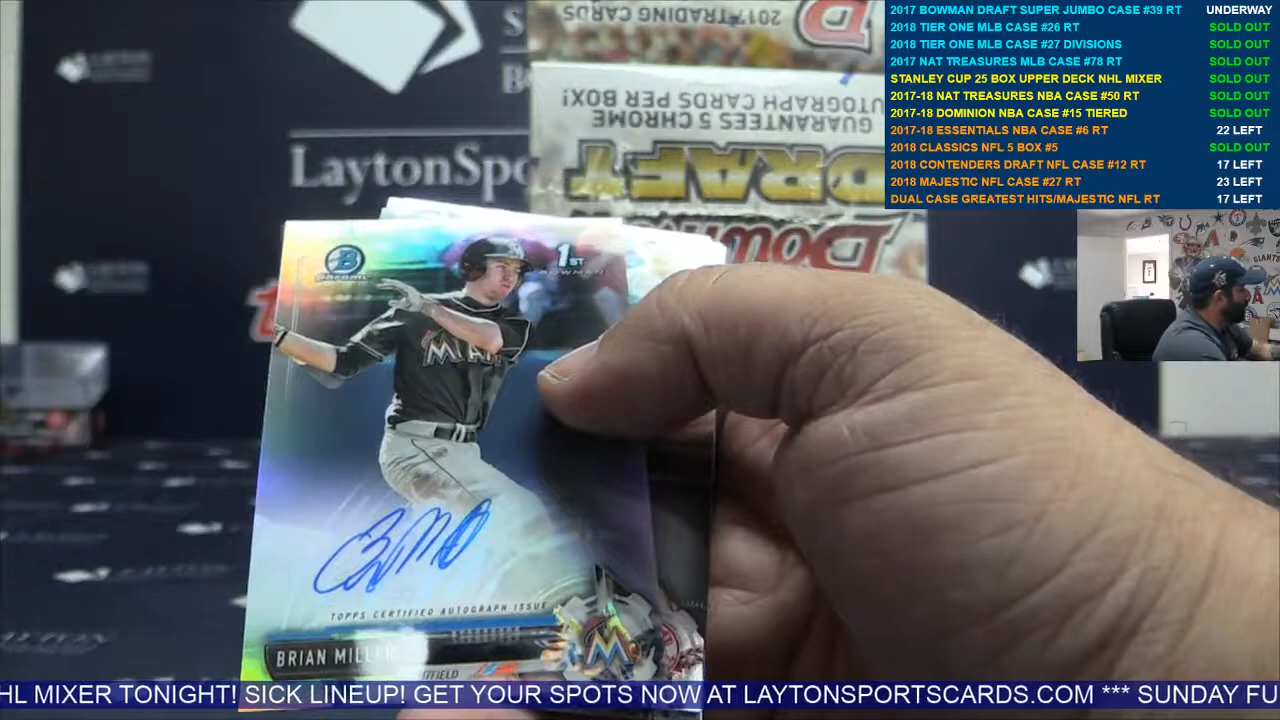 2017 BOWMAN DRAFT SUPER JUMBO CASE #39 RT UNDERWAY
2018 TIER ONE MLB CASE #26 RT SOLD OUT
2018 TIER ONE MLB CASE #27 DIVISIONS SOLD OUT
2017 NAT TREASURES MLB CASE #78 RT SOLD OUT
STANLEY CUP 25 BOX UPPER DECK NHL MIXER SOLD OUT
2017-18 NAT TREASURES NBA CASE #50 RT SOLD OUT
2017-18 DOMINION NBA CASE #15 TIERED SOLD OUT
2017-18 ESSENTIALS NBA CASE #6 RT 22 LEFT
2018 CLASSICS NFL 5 BOX #5 SOLD OUT
2018 CONTENDERS DRAFT NFL CASE #12 RT 17 LEFT
2018 MAJESTIC NFL CASE #27 RT 23 LEFT
DUAL CASE GREATEST HITS/MAJESTIC NFL RT 17 LEFT
2017 TRADING CARDS
UTOGRAPH CARDS PER BOX!
GUARANTEES 5 CHROME
DRAFT
Bowm
LaytonSpo
B
CHROME
1ST
BOWMAN
MIAM
TOPPS CERTIFIED AUTOGRAPH ISSUE
BRIAN MILLER
TFIELD
M
GIANTS
HL MIXER TONIGHT! SICK LINEUP! GET YOUR SPOTS NOW AT LAYTONSPORTSCARDS.COM *** SUNDAY FU